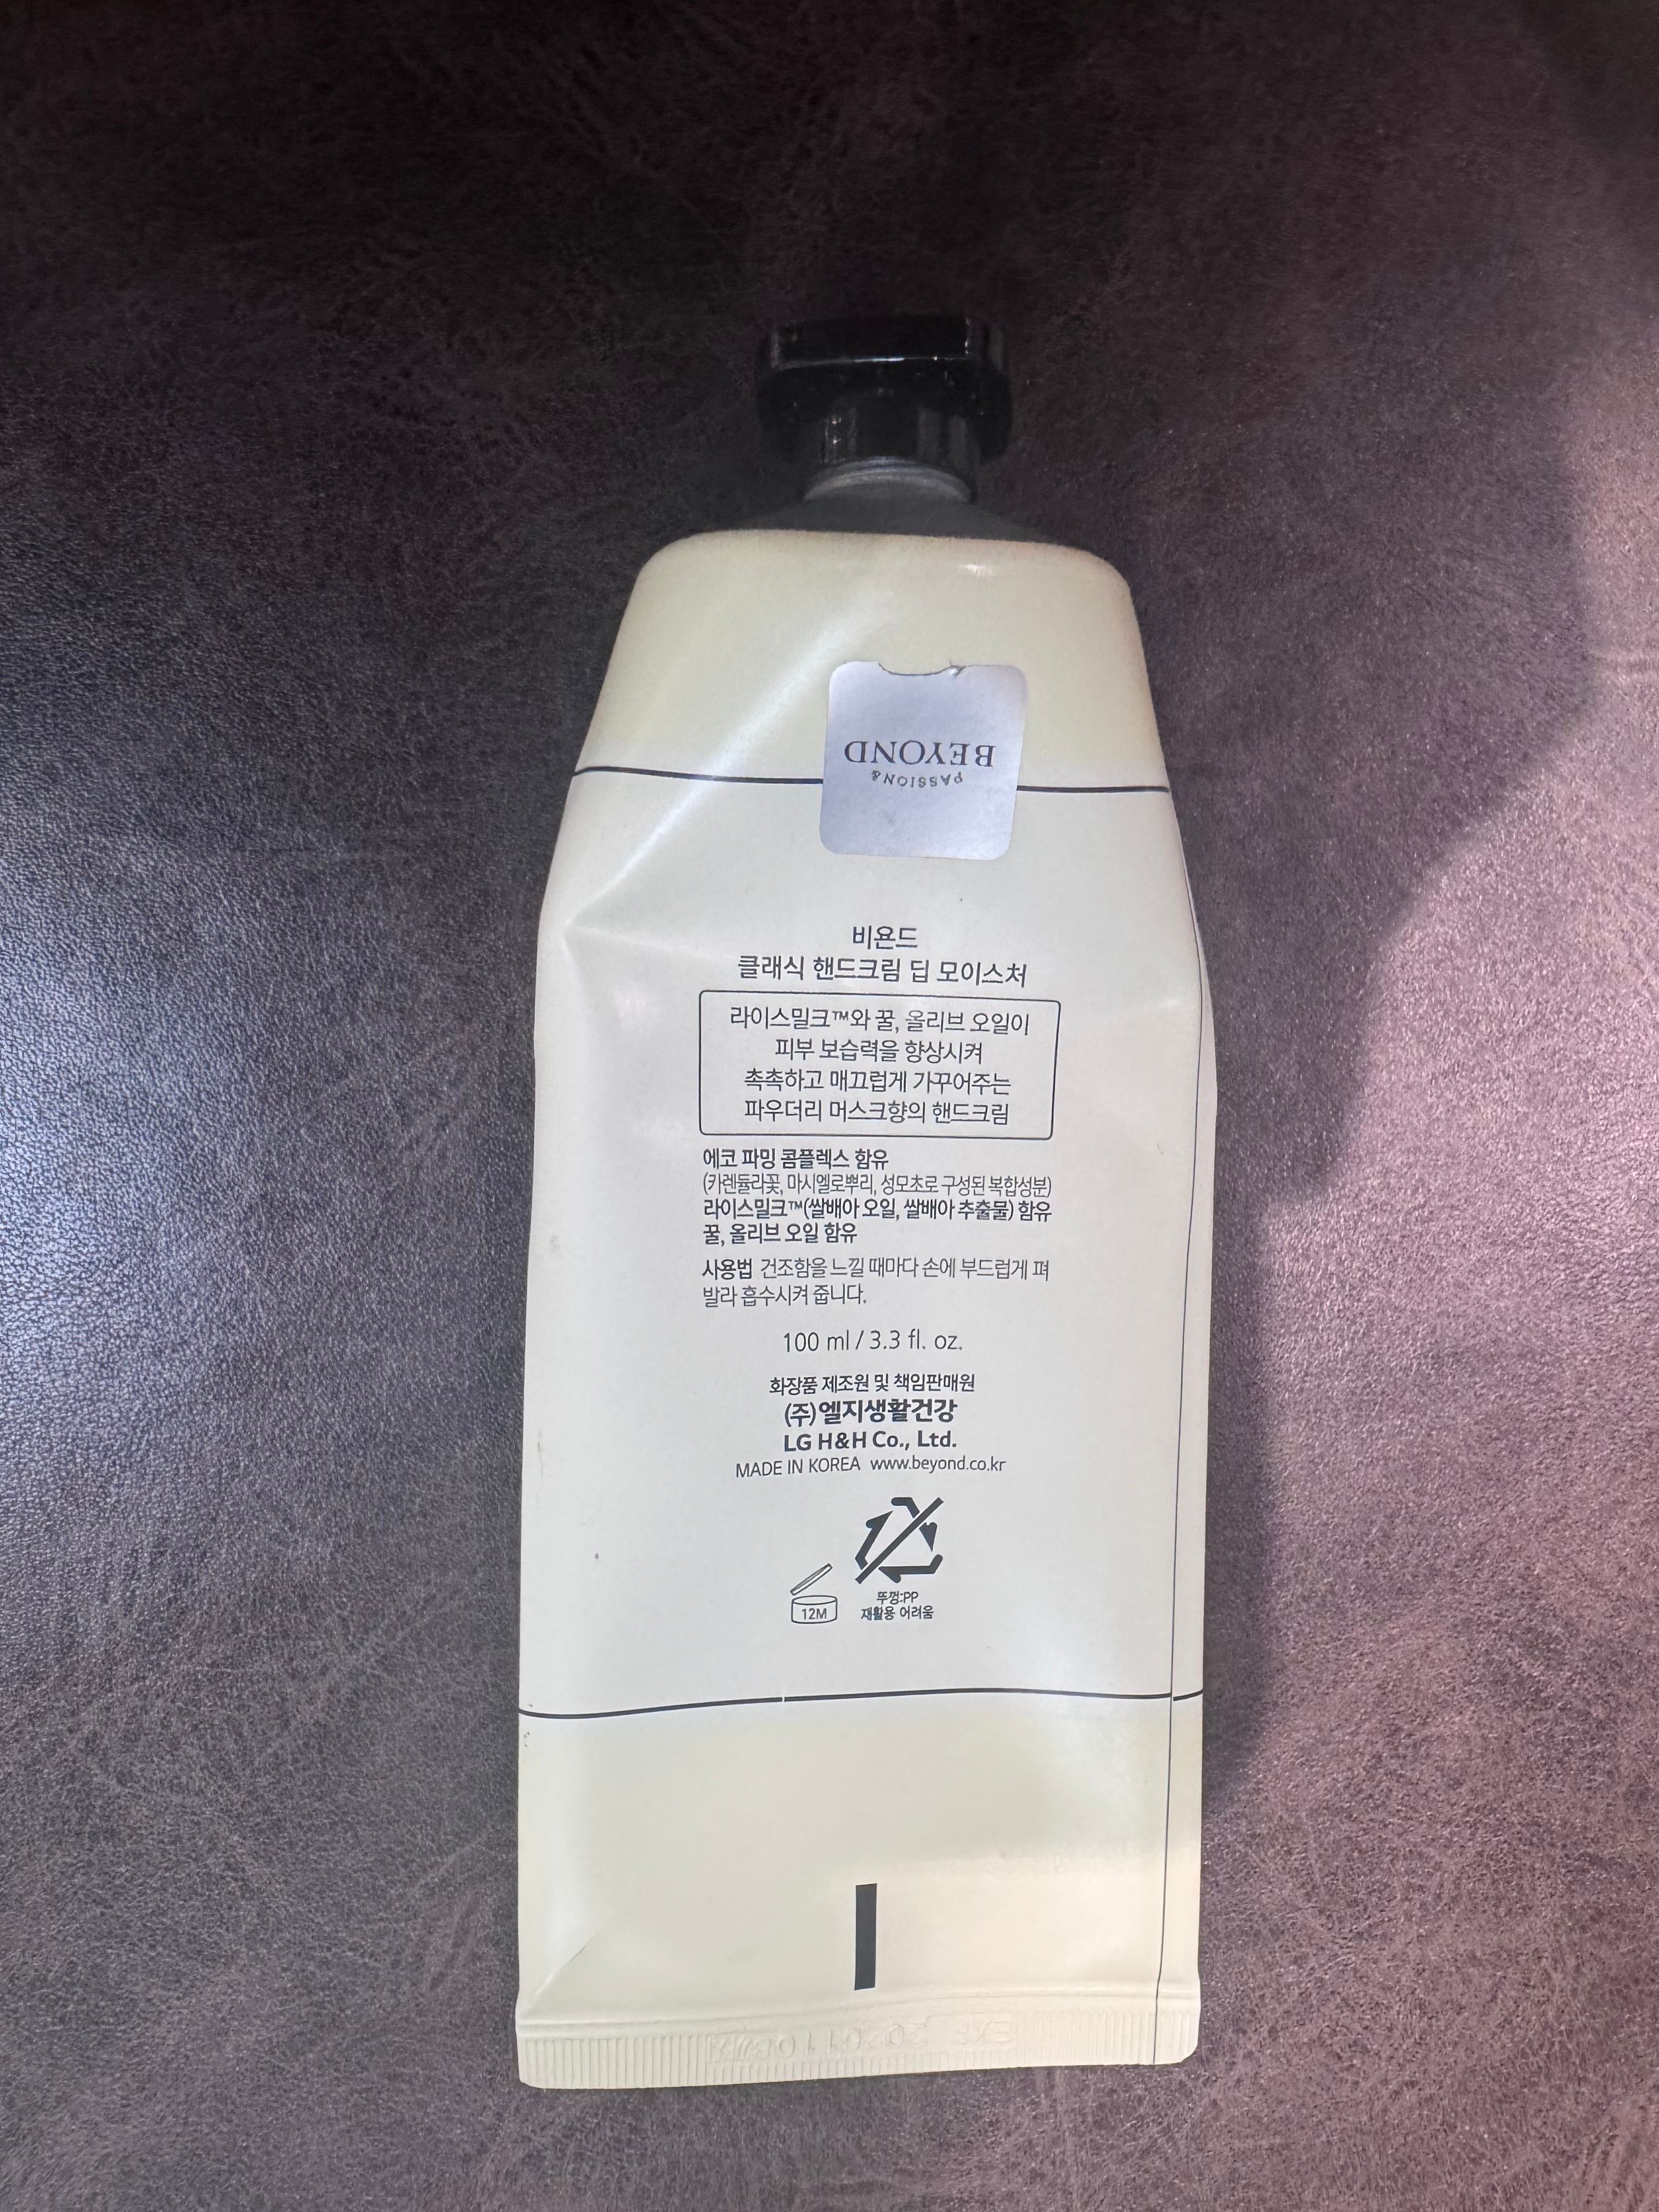 BEYOND
PASSION&
비욘드
클래식 핸드크림 딥 모이스처
라이스밀크™와 꿀, 올리브 오일이
피부 보습력을 향상시켜
촉촉하고 매끄럽게 가꾸어주는
파우더리 머스크향의 핸드크림
에코 파밍 콤플렉스 함유
(카렌듈라꽃, 마시멜로뿌리, 성모초로 구성된 복합성분)
라이스밀크™(쌀배아 오일, 쌀배아 추출물) 함유
꿀, 올리브 오일 함유
사용법 건조함을 느낄 때마다 손에 부드럽게 펴
발라 흡수시켜 줍니다.
100 ml / 3.3 fl. oz.
화장품 제조원 및 책임판매원
(주)엘지생활건강
LG H&H Co., Ltd.
MADE IN KOREA www.beyond.co.kr
12M
뚜껑:PP
재활용 어려움